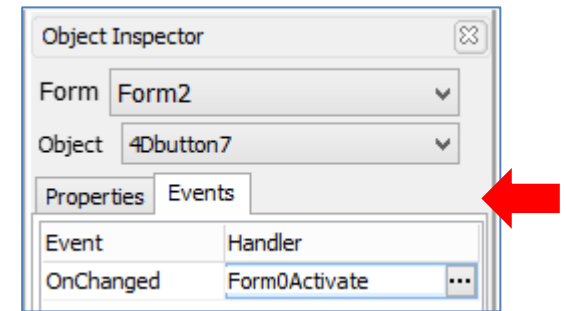 Object Inspector
Form Form2
Object 4Dbutton7
Properties Events
Event Handler
OnChanged Form0Activate ...